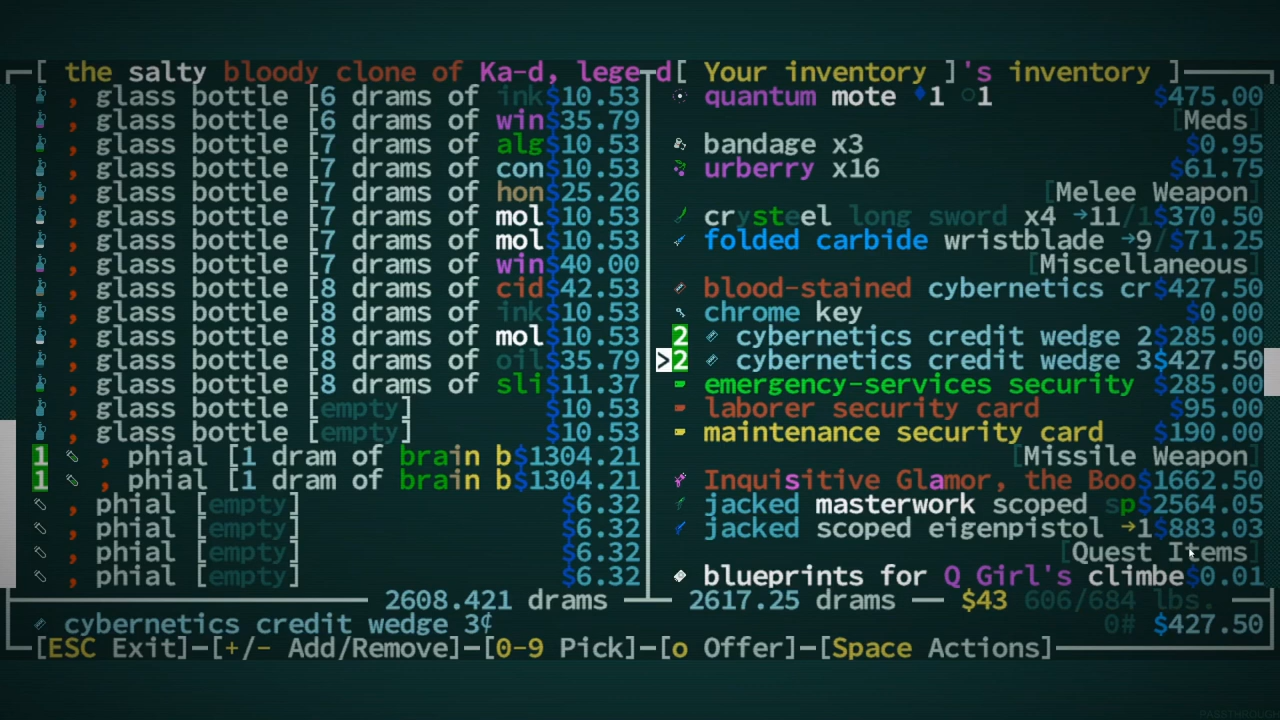 [ the salty bloody clone of Ka-d, lege d[ Your inventory ]'s inventory ]
, glass bottle [6 drams of ink $10.53
, glass bottle [6 drams of win $35.79
, glass bottle [7 drams of alg $10.53
, glass bottle [7 drams of con $10.53
, glass bottle [7 drams of hon $25.26
, glass bottle [7 drams of mol $10.53
, glass bottle [7 drams of mol $10.53
, glass bottle [7 drams of win $40.00
, glass bottle [8 drams of cid $42.53
, glass bottle [8 drams of ink $10.53
, glass bottle [8 drams of mol $10.53
, glass bottle [8 drams of oil $35.79
, glass bottle [8 drams of sli $11.37
, glass bottle [empty] $10.53
, glass bottle [empty] $10.53
1 , phial [1 dram of brain b $1304.21
1 , phial [1 dram of brain b $1304.21
, phial [empty] $6.32
, phial [empty] $6.32
, phial [empty] $6.32
, phial [empty] $6.32
2608.421 drams
quantum mote ♦1 ○1 $475.00
[Meds]
bandage x3 $0.95
urberry x16 $61.75
[Melee Weapon]
crysteel long sword x4 →11/1 $370.50
folded carbide wristblade →9/ $71.25
[Miscellaneous]
blood-stained cybernetics cr $427.50
chrome key $0.00
2 cybernetics credit wedge 2 $285.00
>2 cybernetics credit wedge 3 $427.50
emergency-services security $285.00
laborer security card $95.00
maintenance security card $190.00
[Missile Weapon]
Inquisitive Glamor, the Boo $1662.50
jacked masterwork scoped sp $2564.05
jacked scoped eigenpistol →1 $883.03
[Quest Items]
blueprints for Q Girl's climbe $0.01
2617.25 drams — $43 606/684 lbs.
cybernetics credit wedge 3¢ 0# $427.50
[ESC Exit]—[+/- Add/Remove]—[0-9 Pick]—[o Offer]—[Space Actions]